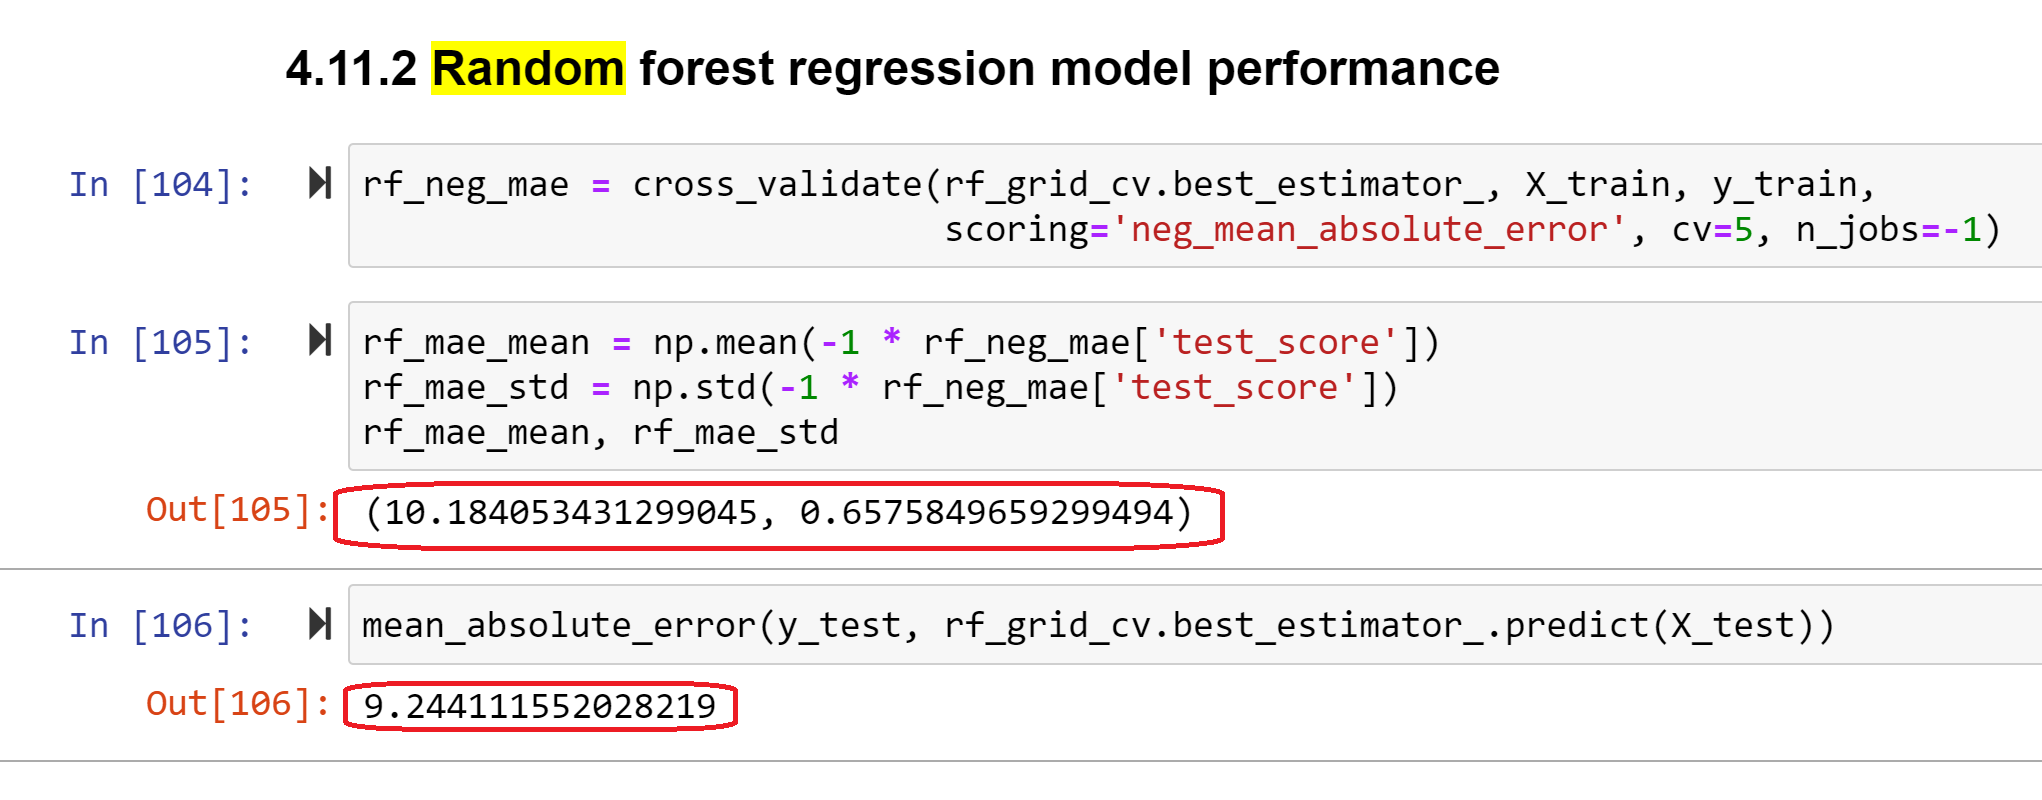 4.11.2 Random forest regression model performance
In [104]: rf_neg_mae = cross_validate(rf_grid_cv.best_estimator_, X_train, y_train,
scoring='neg_mean_absolute_error', cv=5, n_jobs=-1)
In [105]: rf_mae_mean = np.mean(-1 * rf_neg_mae['test_score'])
rf_mae_std = np.std(-1 * rf_neg_mae['test_score'])
rf_mae_mean, rf_mae_std
Out[105]: (10.184053431299045, 0.6575849659299494)
In [106]: mean_absolute_error(y_test, rf_grid_cv.best_estimator_.predict(X_test))
Out[106]: 9.244111552028219